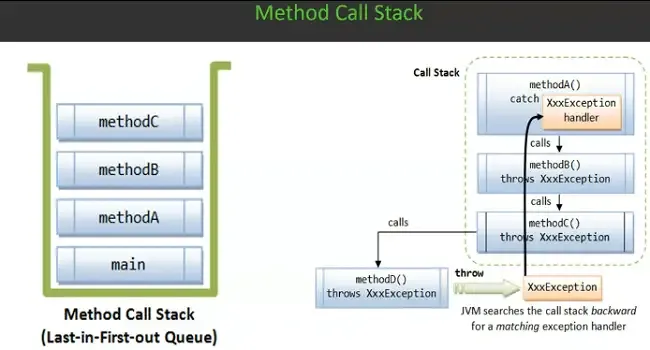 Method Call Stack
methodC
methodB
methodA
main
Method Call Stack
(Last-in-First-out Queue)
Call Stack
methodA()
catch
XxxException
handler
calls
methodB()
throws XxxException
calls
methodC()
throws XxxException
calls
methodD()
throws XxxException
throw
XxxException
JVM searches the call stack backward
for a matching exception handler